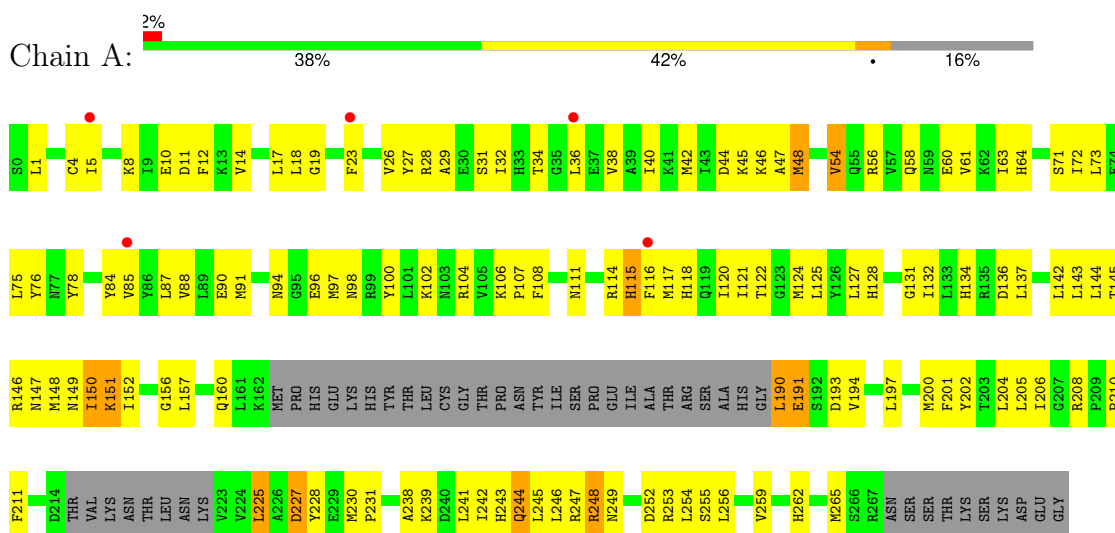 2%
Chain A:
38% 42% • 16%
S0 L1 C4 I5 K8 I9 E10 D11 F12 K13 V14 L17 L18 G19 F23 V26 Y27 R28 A29 E30 S31 I32 H33 T34 G35 L36 E37 V38 A39 I40 K41 M42 I43 D44 K45 K46 A47 M48 V54 Q55 R56 V57 Q58 N59 E60 V61 K62 I63 H64 S71 I72 L73 E74
L75 Y76 N77 Y78 Y84 V85 Y86 L87 V88 L89 E90 M91 N94 G95 E96 M97 N98 R99 Y100 L101 K102 N103 R104 V105 K106 P107 F108 N111 R114 H115 F116 M117 H118 Q119 I120 I121 T122 G123 M124 L125 Y126 L127 H128 G131 I132 L133 H134 R135 D136 L137 L142 L143 L144 T145
R146 N147 M148 N149 I150 K151 I152 G156 L157 Q160 L161 K162 MET PRO HIS GLU LYS HIS TYR THR LEU CYS GLY THR PRO ASN TYR ILE SER PRO GLU ILE ALA THR ARG SER ALA HIS GLY L190 E191 S192 D193 V194 L197 M200 F201 Y202 T203 L204 L205 I206 G207 R208 P209 P210
F211 D214 THR VAL LYS ASN THR LEU ASN LYS V223 V224 L225 A226 D227 Y228 E229 M230 P231 A238 K239 D240 L241 I242 H243 Q244 L245 L246 R247 R248 N249 D252 R253 L254 S255 L256 V259 H262 M265 S266 R267 ASN SER SER THR LYS SER LYS ASP GLU GLY